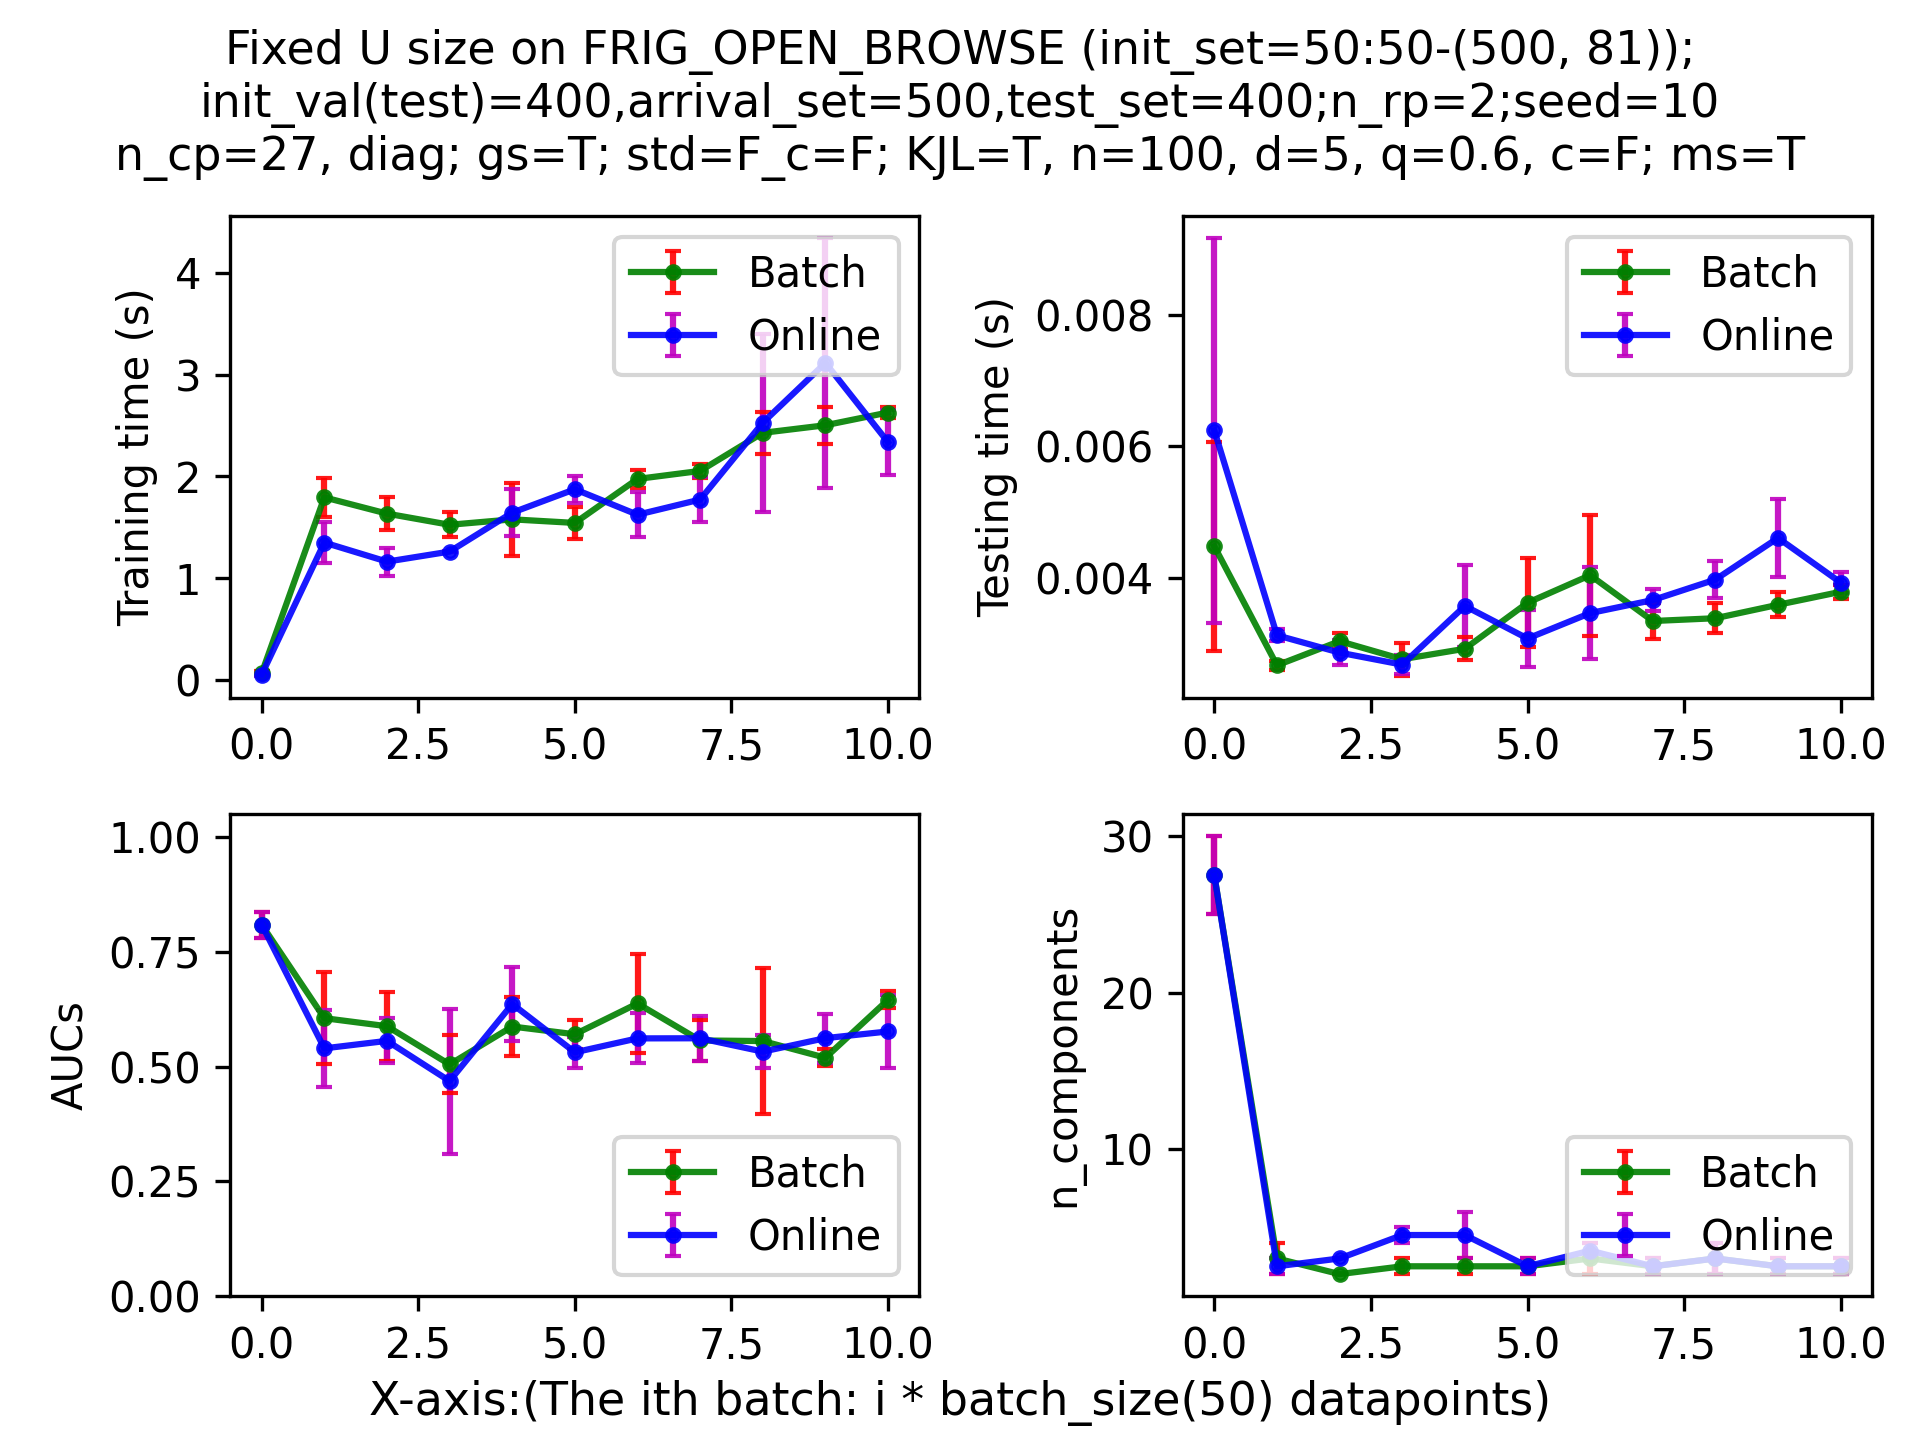 Fixed U size on FRIG_OPEN_BROWSE (init_set=50:50-(500, 81));
init_val(test)=400,arrival_set=500,test_set=400;n_rp=2;seed=10
n_cp=27, diag; gs=T; std=F_c=F; KJL=T, n=100, d=5, q=0.6, c=F; ms=T
Training time (s)
4
3
2
1
0
0.0 2.5 5.0 7.5 10.0
Batch
Online
Testing time (s)
0.008
0.006
0.004
0.0 2.5 5.0 7.5 10.0
Batch
Online
AUCs
1.00
0.75
0.50
0.25
0.00
0.0 2.5 5.0 7.5 10.0
Batch
Online
n_components
30
20
10
0.0 2.5 5.0 7.5 10.0
Batch
Online
X-axis:(The ith batch: i * batch_size(50) datapoints)